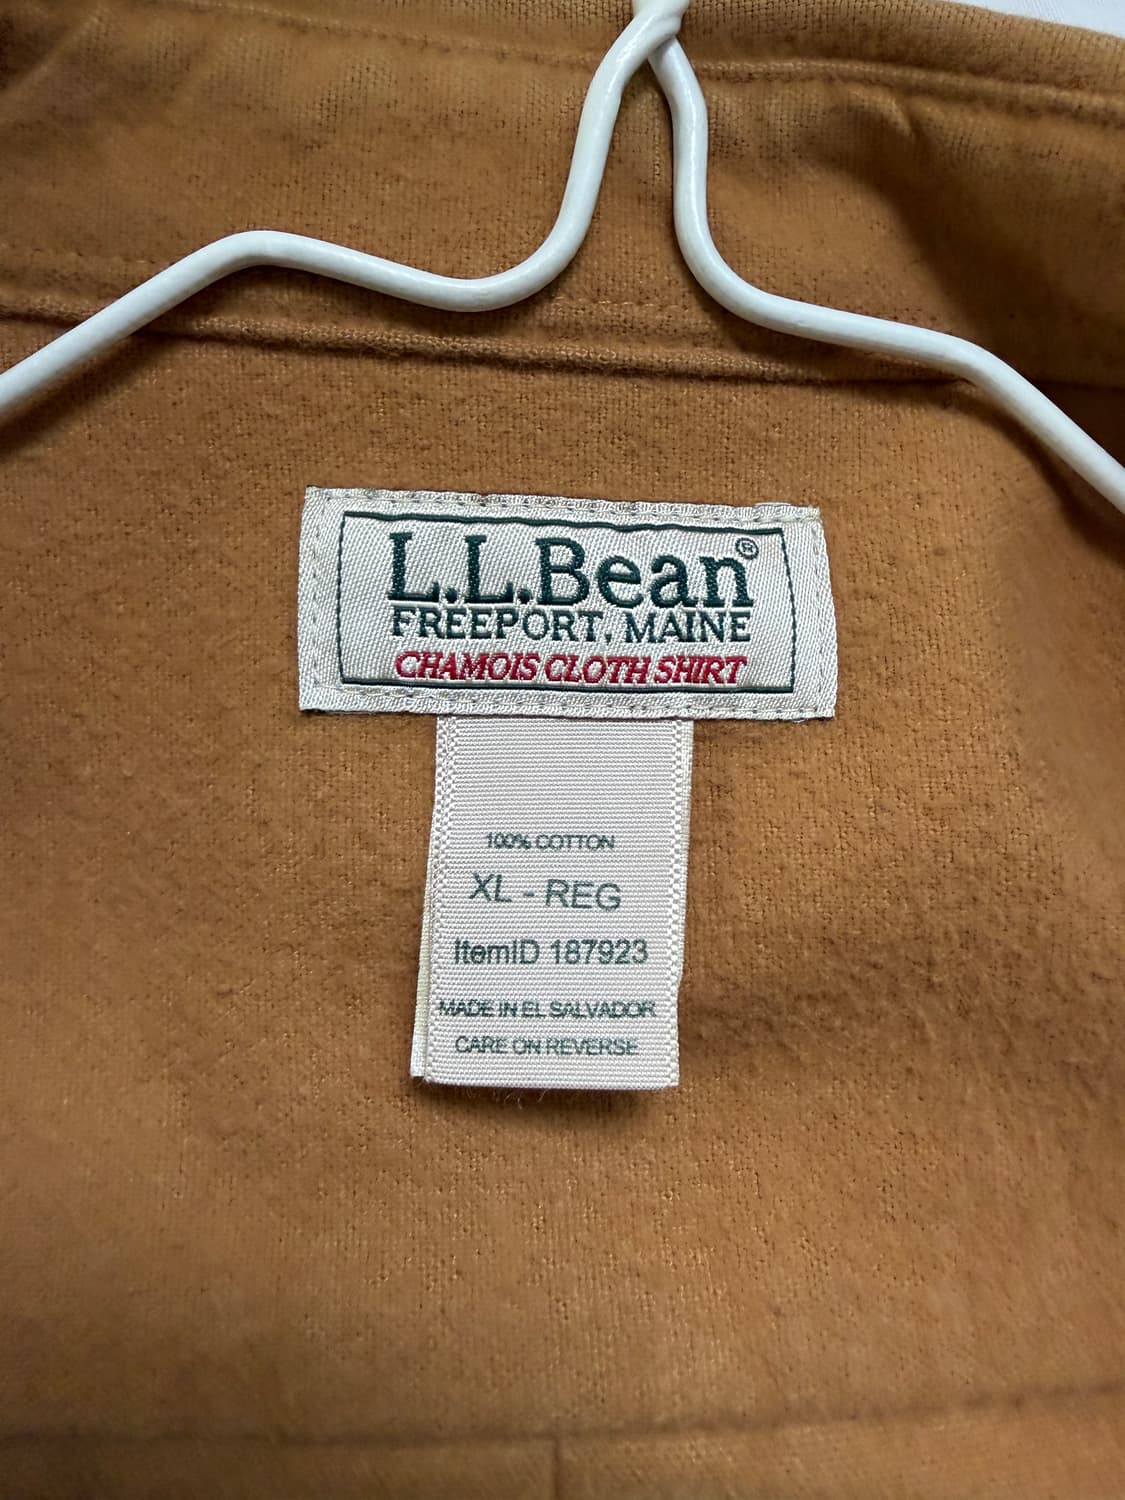 L.L.Bean®
FREEPORT, MAINE
CHAMOIS CLOTH SHIRT
100% COTTON
XL - REG
ItemID 187923
MADE IN EL SALVADOR
CARE ON REVERSE